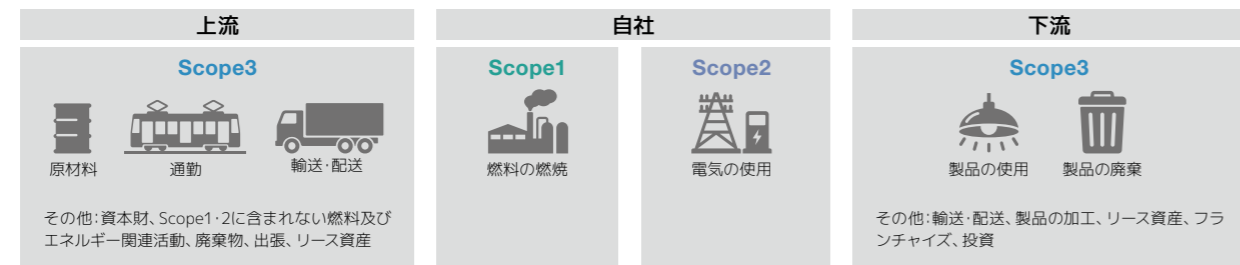 上流
自社
下流
Scope3
原材料
通勤
輸送・配送
その他：資本財、Scope1・2に含まれない燃料及び
エネルギー関連活動、廃棄物、出張、リース資産
Scope1
燃料の燃焼
Scope2
電気の使用
Scope3
製品の使用
製品の廃棄
その他：輸送・配送、製品の加工、リース資産、フラ
ンチャイズ、投資